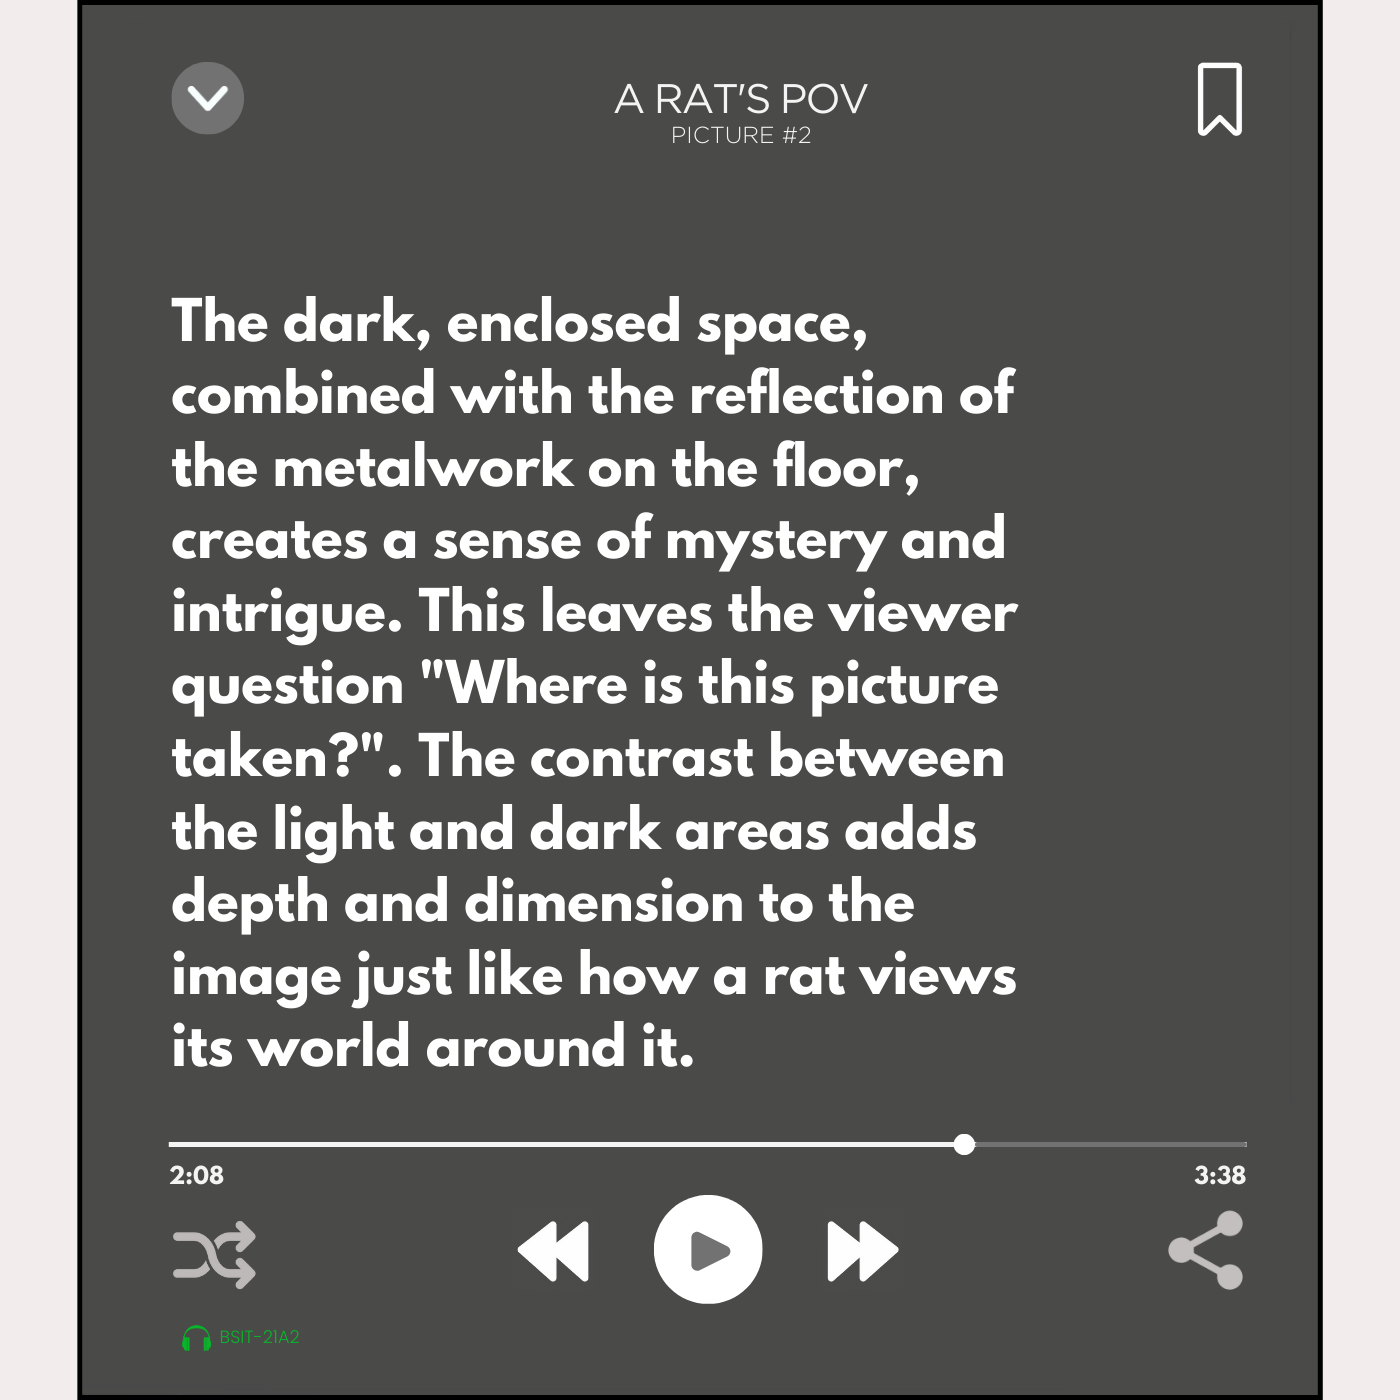 A RAT'S POV
PICTURE #2
The dark, enclosed space,
combined with the reflection of
the metalwork on the floor,
creates a sense of mystery and
intrigue. This leaves the viewer
question "Where is this picture
taken?". The contrast between
the light and dark areas adds
depth and dimension to the
image just like how a rat views
its world around it.
2:08
3:38
BSIT-21A2